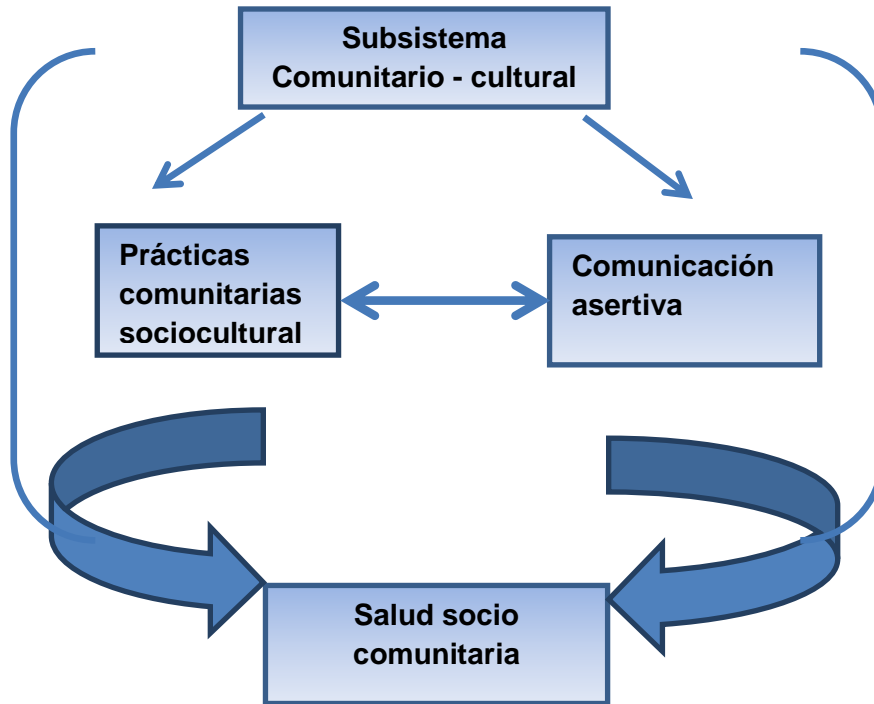 Subsistema
Comunitario - cultural
Prácticas
comunitarias
sociocultural
Comunicación
asertiva
Salud socio
comunitaria